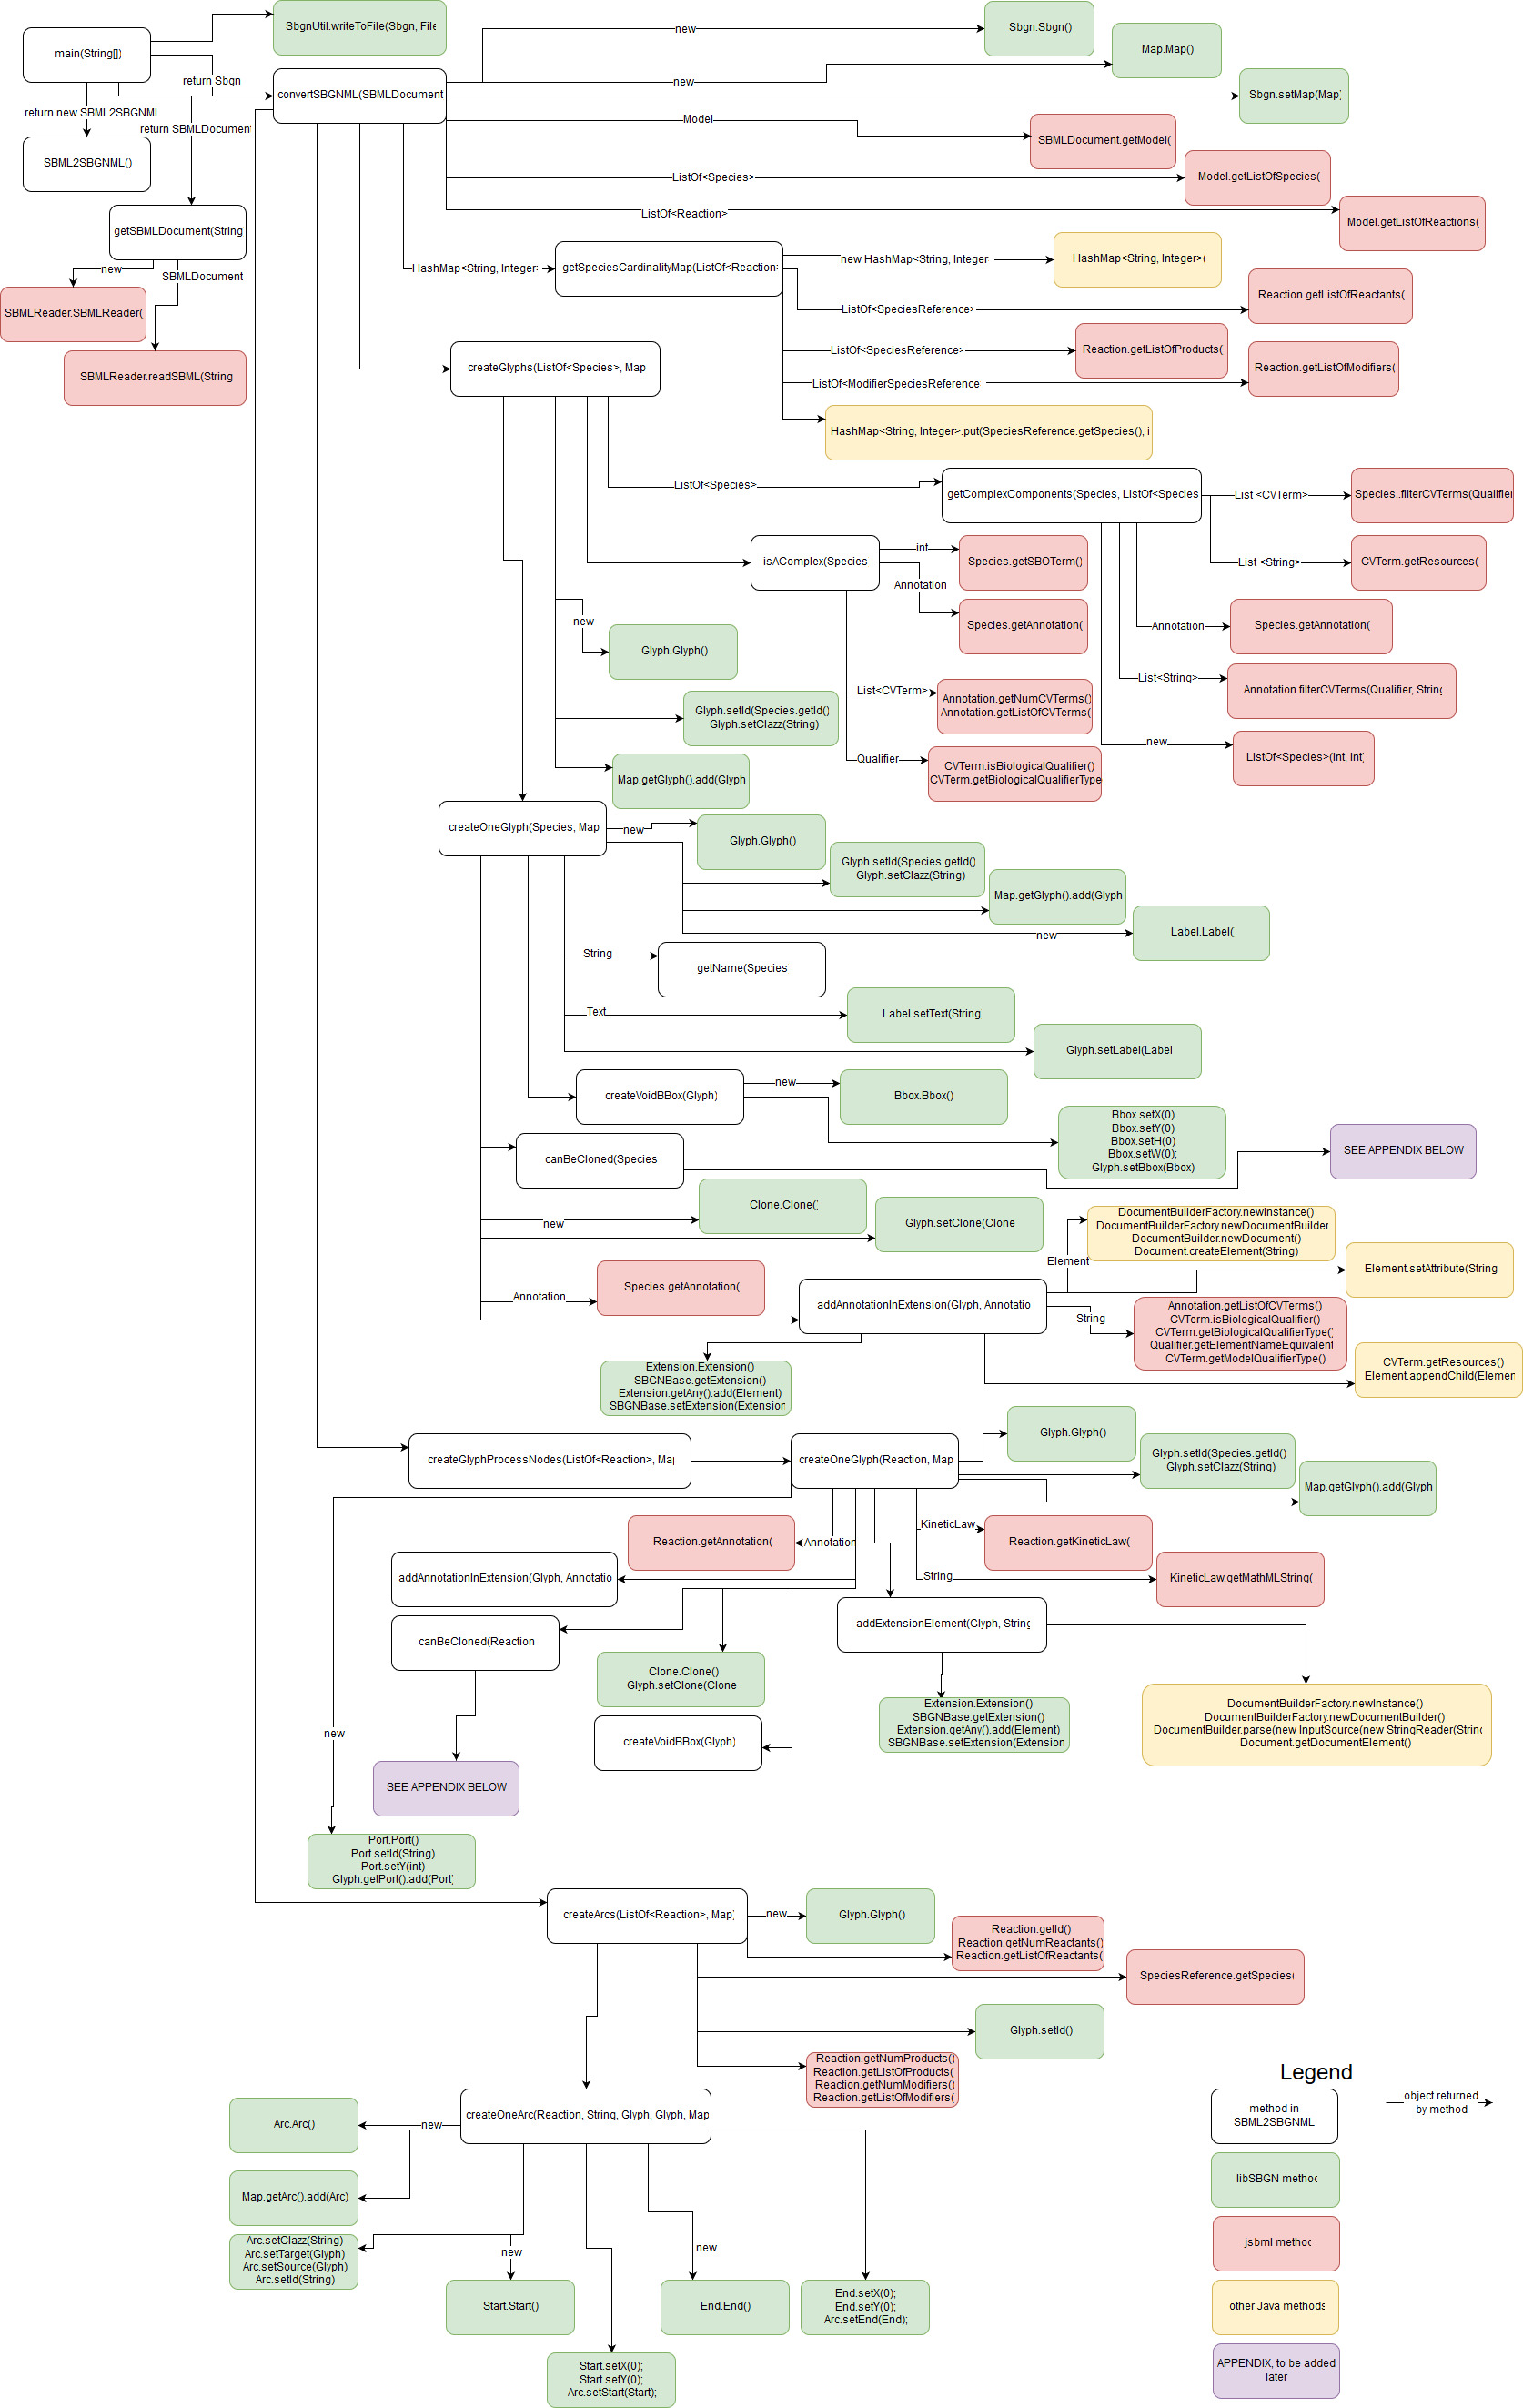 SbgnUtil.writeToFile(Sbgn, File
main(String[])
return Sbgn
convertSBGNML(SBMLDocument
return new SBML2SBGNML
return SBMLDocument
SBML2SBGNML()
getSBMLDocument(String
new
SBMLDocument
SBMLReader.SBMLReader(
SBMLReader.readSBML(String
new
Sbgn.Sbgn()
new
Map.Map()
Sbgn.setMap(Map)
Model
SBMLDocument.getModel(
ListOf<Species>
Model.getListOfSpecies(
ListOf<Reaction>
Model.getListOfReactions(
HashMap<String, Integer>
getSpeciesCardinalityMap(ListOf<Reaction>
new HashMap<String, Integer
HashMap<String, Integer>(
ListOf<SpeciesReference>
Reaction.getListOfReactants(
ListOf<SpeciesReference>
Reaction.getListOfProducts(
ListOf<ModifierSpeciesReference
Reaction.getListOfModifiers(
HashMap<String, Integer>.put(SpeciesReference.getSpecies(), i
createGlyphs(ListOf<Species>, Map
ListOf<Species>
getComplexComponents(Species, ListOf<Species
List <CVTerm>
Species..filterCVTerms(Qualifier
List <String>
CVTerm.getResources(
Annotation
Species.getAnnotation(
List<String>
Annotation.filterCVTerms(Qualifier, String
new
ListOf<Species>(int, int)
isAComplex(Species
int
Species.getSBOTerm()
Annotation
Species.getAnnotation(
List<CVTerm>
Annotation.getNumCVTerms()
Annotation.getListOfCVTerms(
Qualifier
CVTerm.isBiologicalQualifier()
CVTerm.getBiologicalQualifierType
new
Glyph.Glyph()
Glyph.setId(Species.getId()
Glyph.setClazz(String)
Map.getGlyph().add(Glyph
createOneGlyph(Species, Map
new
Glyph.Glyph()
Glyph.setId(Species.getId()
Glyph.setClazz(String)
Map.getGlyph().add(Glyph
new
Label.Label(
String
getName(Species
Text
Label.setText(String
Glyph.setLabel(Label
createVoidBBox(Glyph)
new
Bbox.Bbox()
Bbox.setX(0)
Bbox.setY(0)
Bbox.setH(0)
Bbox.setW(0);
Glyph.setBbox(Bbox)
canBeCloned(Species
SEE APPENDIX BELOW
new
Clone.Clone()
Glyph.setClone(Clone
Annotation
Species.getAnnotation(
addAnnotationInExtension(Glyph, Annotatio
Element
DocumentBuilderFactory.newInstance()
DocumentBuilderFactory.newDocumentBuilder
DocumentBuilder.newDocument()
Document.createElement(String)
Element.setAttribute(String
String
Annotation.getListOfCVTerms()
CVTerm.isBiologicalQualifier()
CVTerm.getBiologicalQualifierType()
Qualifier.getElementNameEquivalent
CVTerm.getModelQualifierType()
CVTerm.getResources()
Element.appendChild(Elemen
Extension.Extension()
SBGNBase.getExtension()
Extension.getAny().add(Element)
SBGNBase.setExtension(Extension
createGlyphProcessNodes(ListOf<Reaction>, Map
createOneGlyph(Reaction, Map
Glyph.Glyph()
Glyph.setId(Species.getId()
Glyph.setClazz(String)
Map.getGlyph().add(Glyph
Reaction.getAnnotation(
Annotation
KineticLaw
Reaction.getKineticLaw(
String
KineticLaw.getMathMLString(
addAnnotationInExtension(Glyph, Annotatio
canBeCloned(Reaction
addExtensionElement(Glyph, String
Clone.Clone()
Glyph.setClone(Clone
createVoidBBox(Glyph)
Extension.Extension()
SBGNBase.getExtension()
Extension.getAny().add(Element)
SBGNBase.setExtension(Extension
DocumentBuilderFactory.newInstance()
DocumentBuilderFactory.newDocumentBuilder()
DocumentBuilder.parse(new InputSource(new StringReader(String
Document.getDocumentElement()
new
SEE APPENDIX BELOW
Port.Port()
Port.setId(String)
Port.setY(int)
Glyph.getPort().add(Port)
createArcs(ListOf<Reaction>, Map)
new
Glyph.Glyph()
Reaction.getId()
Reaction.getNumReactants()
Reaction.getListOfReactants(
SpeciesReference.getSpecies(
Glyph.setId()
Reaction.getNumProducts()
Reaction.getListOfProducts(
Reaction.getNumModifiers()
Reaction.getListOfModifiers(
createOneArc(Reaction, String, Glyph, Glyph, Map
new
Arc.Arc()
Map.getArc().add(Arc)
Arc.setClazz(String)
Arc.setTarget(Glyph)
Arc.setSource(Glyph)
Arc.setId(String)
new
Start.Start()
new
End.End()
End.setX(0);
End.setY(0);
Arc.setEnd(End);
Start.setX(0);
Start.setY(0);
Arc.setStart(Start);
Legend
method in
SBML2SBGNML
object returned
by method
libSBGN method
jsbml method
other Java methods
APPENDIX, to be added
later